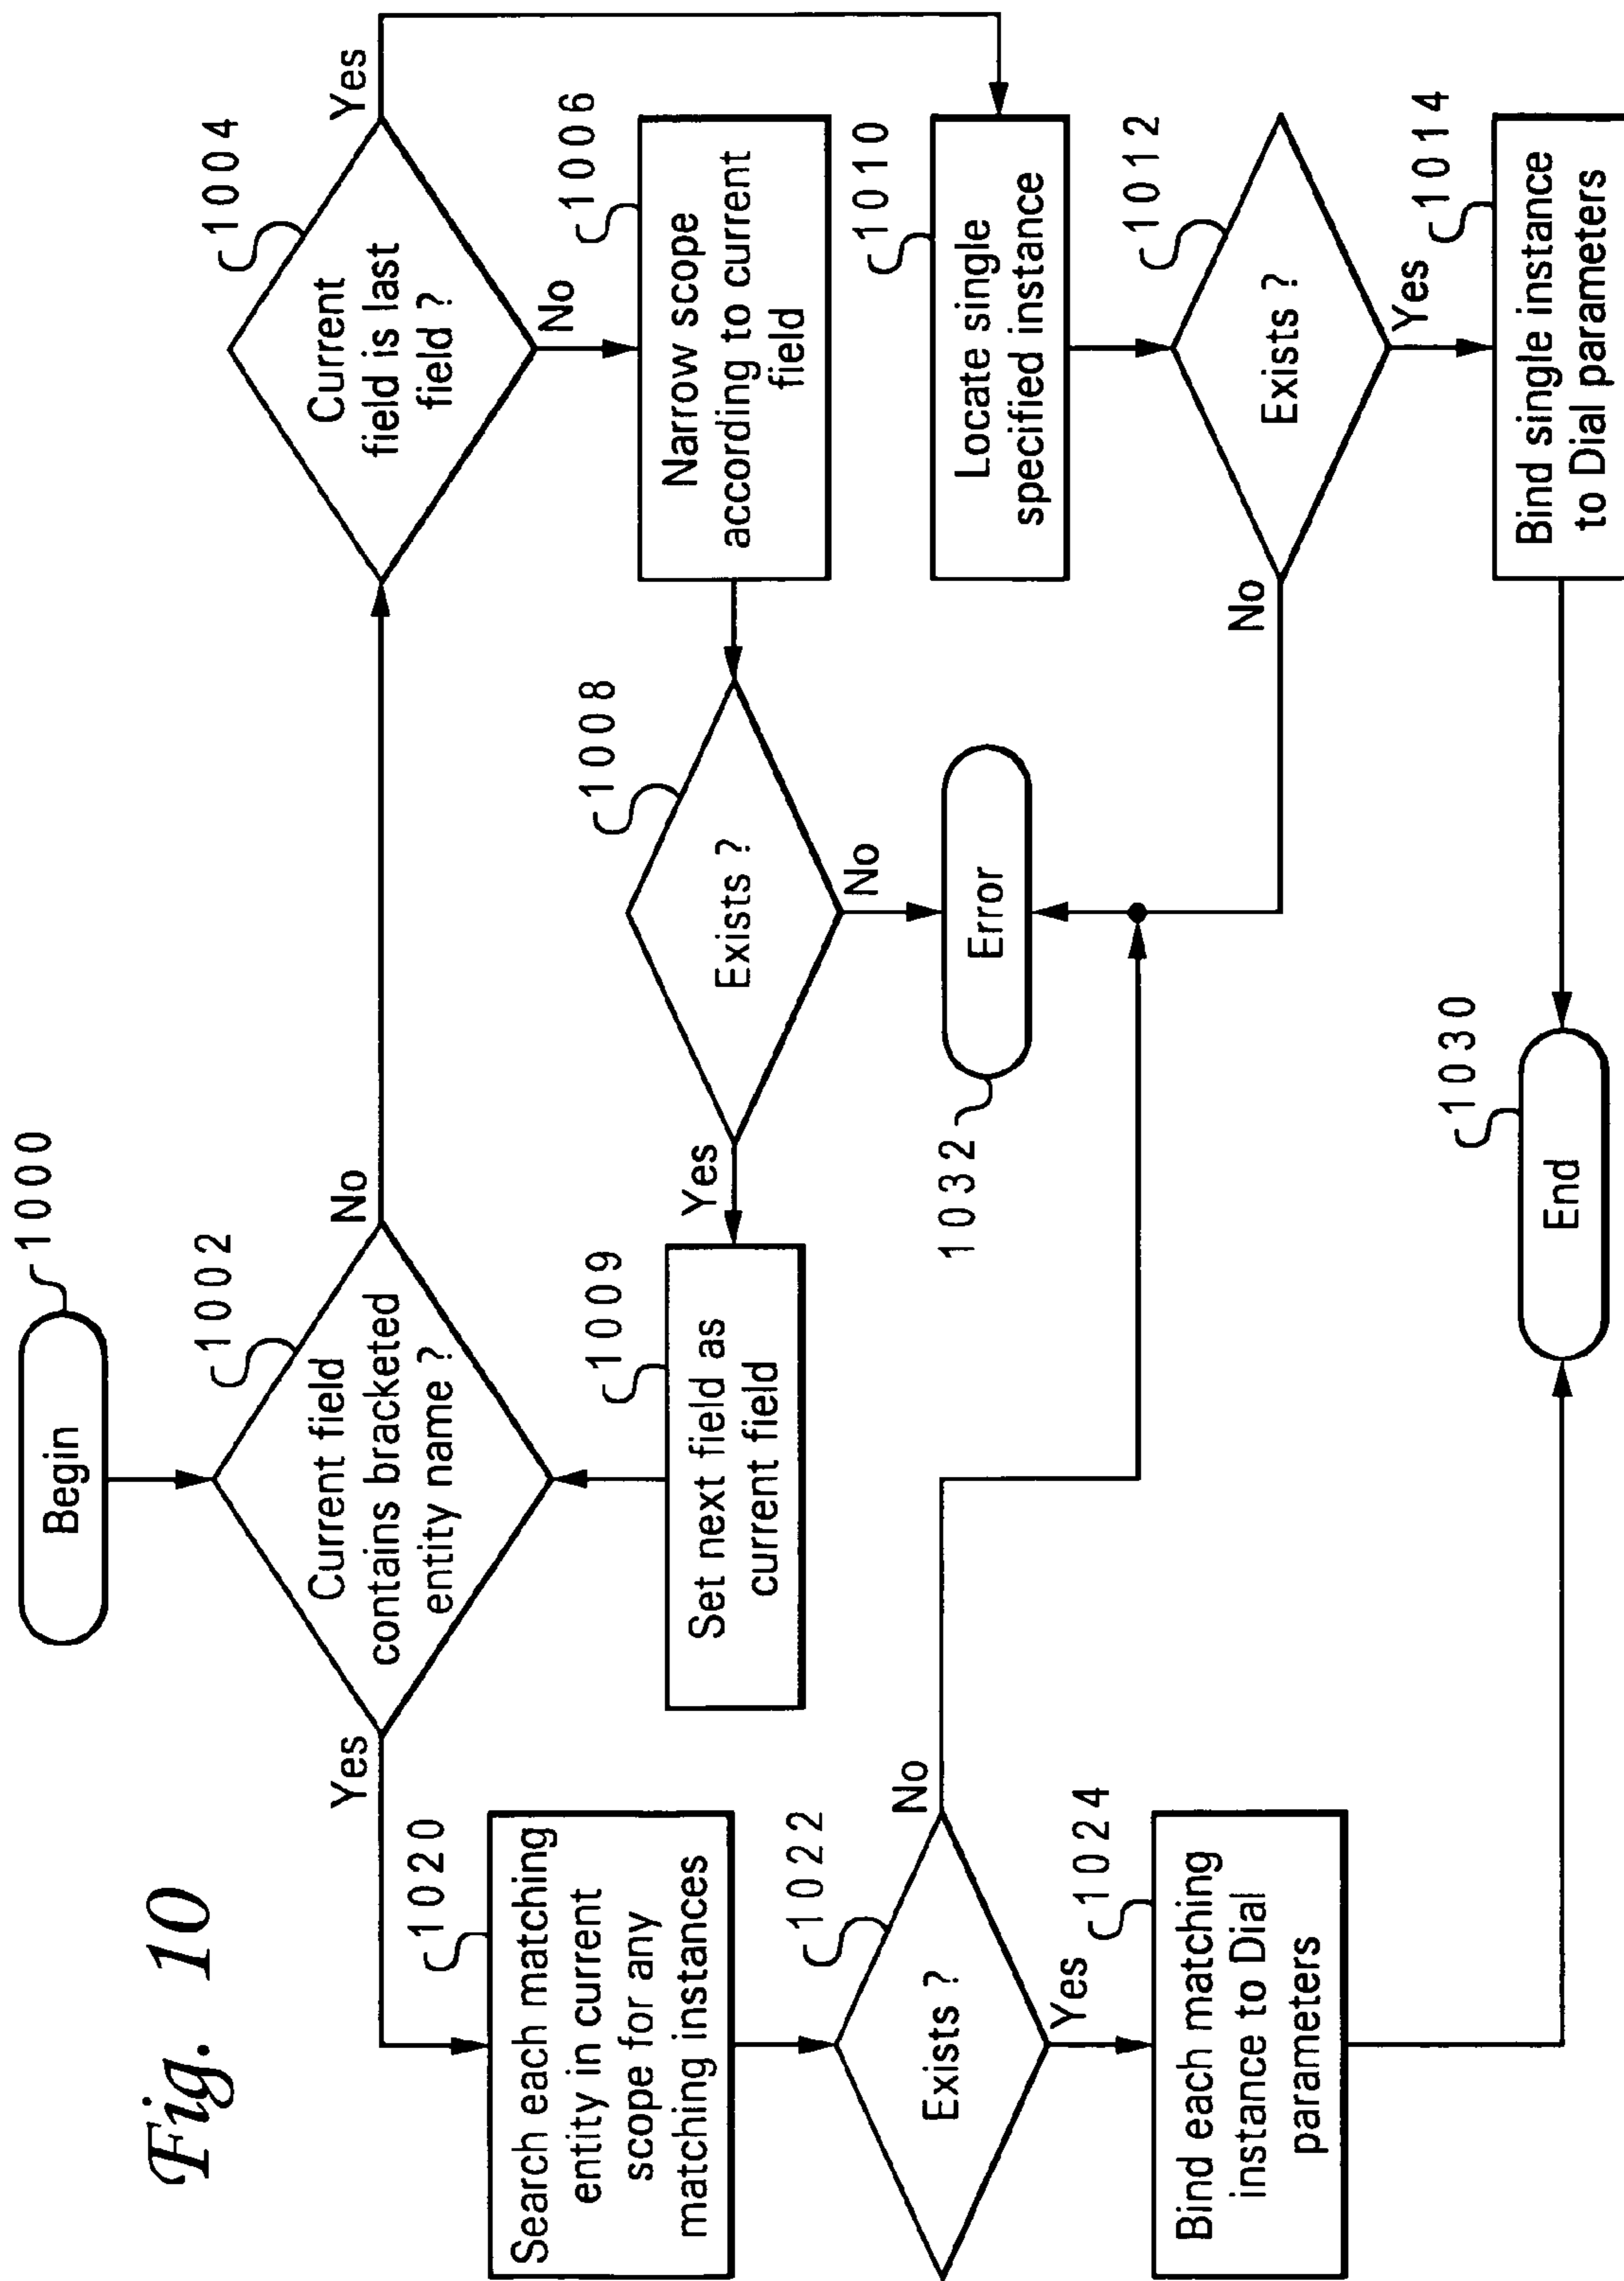 Fig. 10
Begin
1000
Current field
contains bracketed
entity name ?
1002
Yes
No
Current
field is last
field ?
1004
Yes
No
Narrow scope
according to current
field
1006
Exists ?
1008
Yes
No
Set next field as
current field
1009
Locate single
specified instance
1010
Exists ?
1012
No
Yes
Bind single instance
to Dial parameters
1014
Search each matching
entity in current
scope for any
matching instances
1020
Exists ?
1022
No
Yes
Bind each matching
instance to Dial
parameters
1024
Error
1032
End
1030